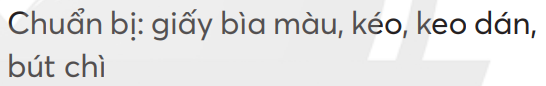 Chuẩn bị: giấy bìa màu, kéo, keo dán,
bút chì